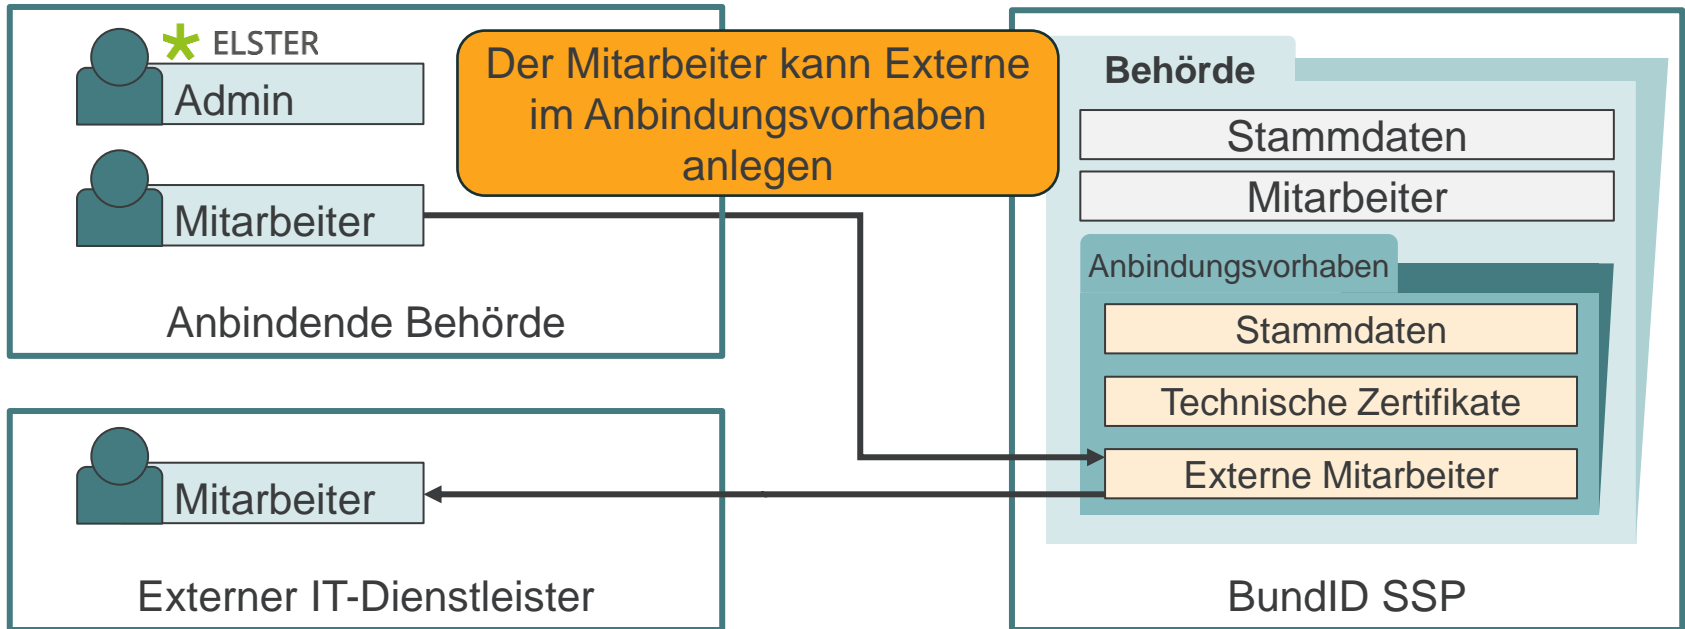 ELSTER
Admin
Mitarbeiter
Anbindende Behörde
Der Mitarbeiter kann Externe
im Anbindungsvorhaben
anlegen
Mitarbeiter
Externer IT-Dienstleister
Behörde
Stammdaten
Mitarbeiter
Anbindungsvorhaben
Stammdaten
Technische Zertifikate
Externe Mitarbeiter
BundID SSP